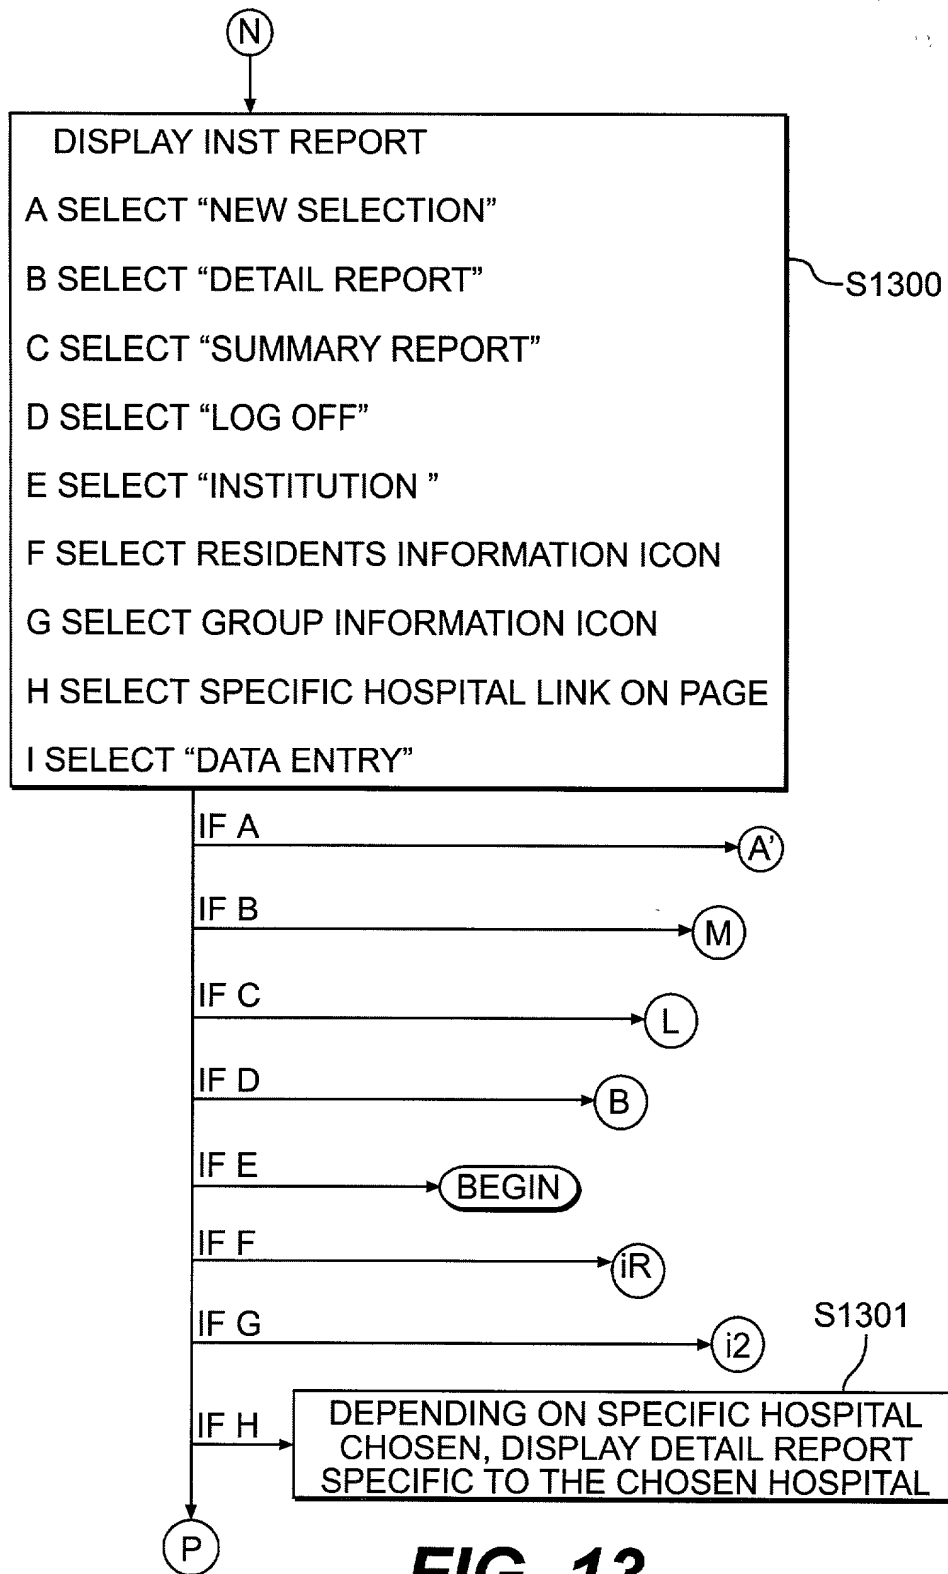 N
DISPLAY INST REPORT
A SELECT “NEW SELECTION”
B SELECT “DETAIL REPORT”
C SELECT “SUMMARY REPORT”
D SELECT “LOG OFF”
E SELECT “INSTITUTION ”
F SELECT RESIDENTS INFORMATION ICON
G SELECT GROUP INFORMATION ICON
H SELECT SPECIFIC HOSPITAL LINK ON PAGE
I SELECT “DATA ENTRY”
S1300
IF A
A'
IF B
M
IF C
L
IF D
B
IF E
BEGIN
IF F
iR
IF G
i2
S1301
IF H
DEPENDING ON SPECIFIC HOSPITAL
CHOSEN, DISPLAY DETAIL REPORT
SPECIFIC TO THE CHOSEN HOSPITAL
P
FIG. 13